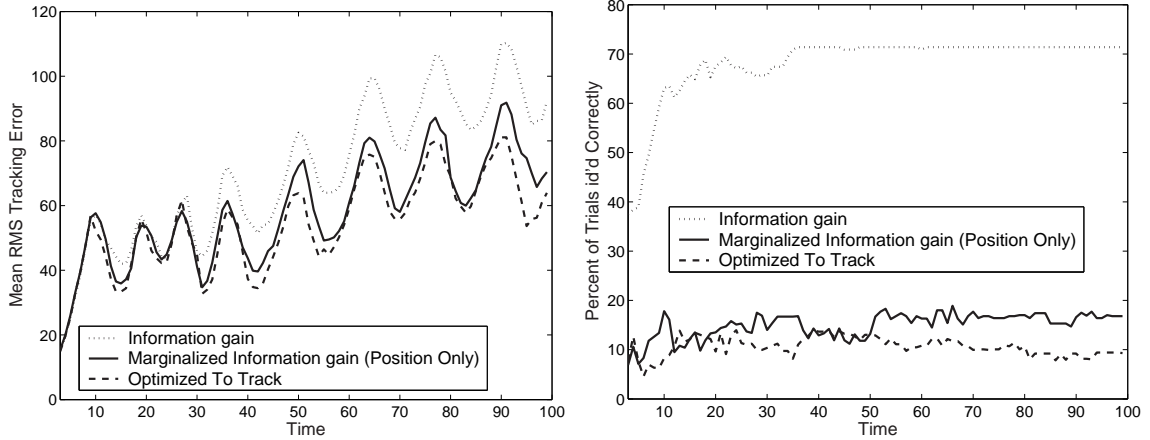 120
100
80
60
40
20
0
Mean RMS Tracking Error
Information gain
Marginalized Information gain (Position Only)
Optimized To Track
10 20 30 40 50 60 70 80 90 100
Time
80
70
60
50
40
30
20
10
0
Percent of Trials id'd Correctly
Information gain
Marginalized Information gain (Position Only)
Optimized To Track
10 20 30 40 50 60 70 80 90 100
Time